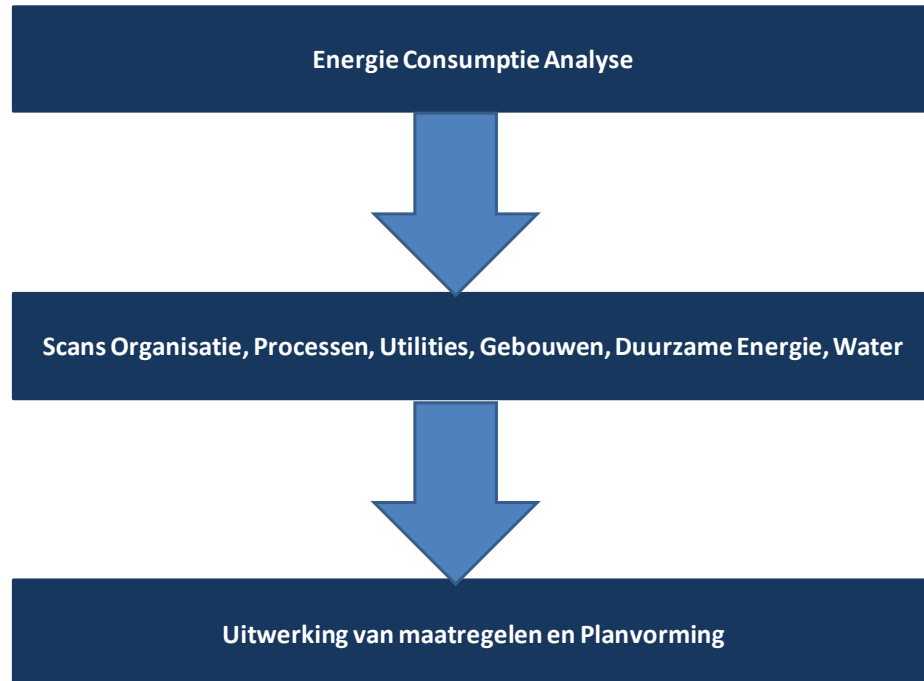 Energie Consumptie Analyse
Scans Organisatie, Processen, Utilities, Gebouwen, Duurzame Energie, Water
Uitwerking van maatregelen en Planvorming